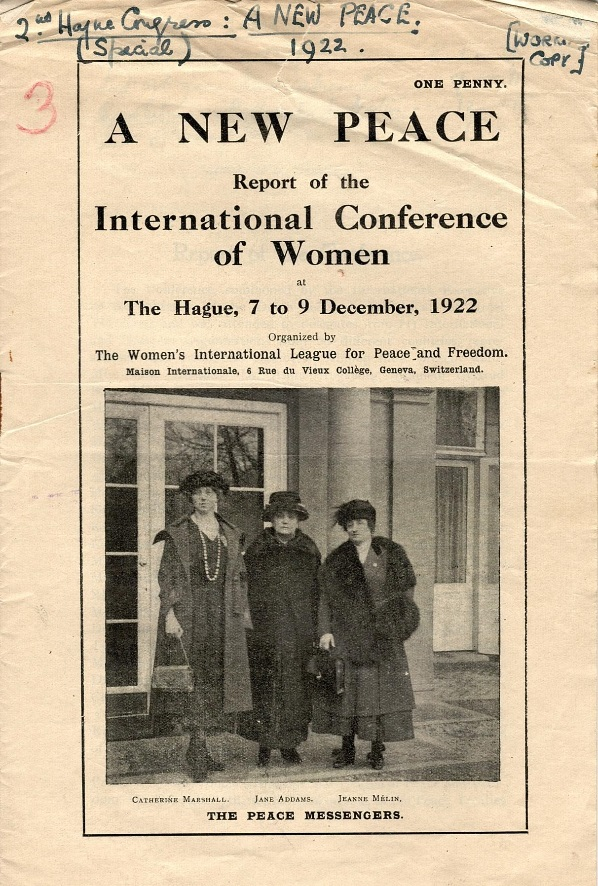 2nd Hague Congress: A NEW PEACE.
(Special) 1922. [WORKING COPY]
3
ONE PENNY.
A NEW PEACE
Report of the
International Conference
of Women
at
The Hague, 7 to 9 December, 1922
Organized by
The Women's International League for Peace and Freedom.
Maison Internationale, 6 Rue du Vieux Collège, Geneva, Switzerland.
CATHERINE MARSHALL. JANE ADDAMS. JEANNE MÉLIN,
THE PEACE MESSENGERS.